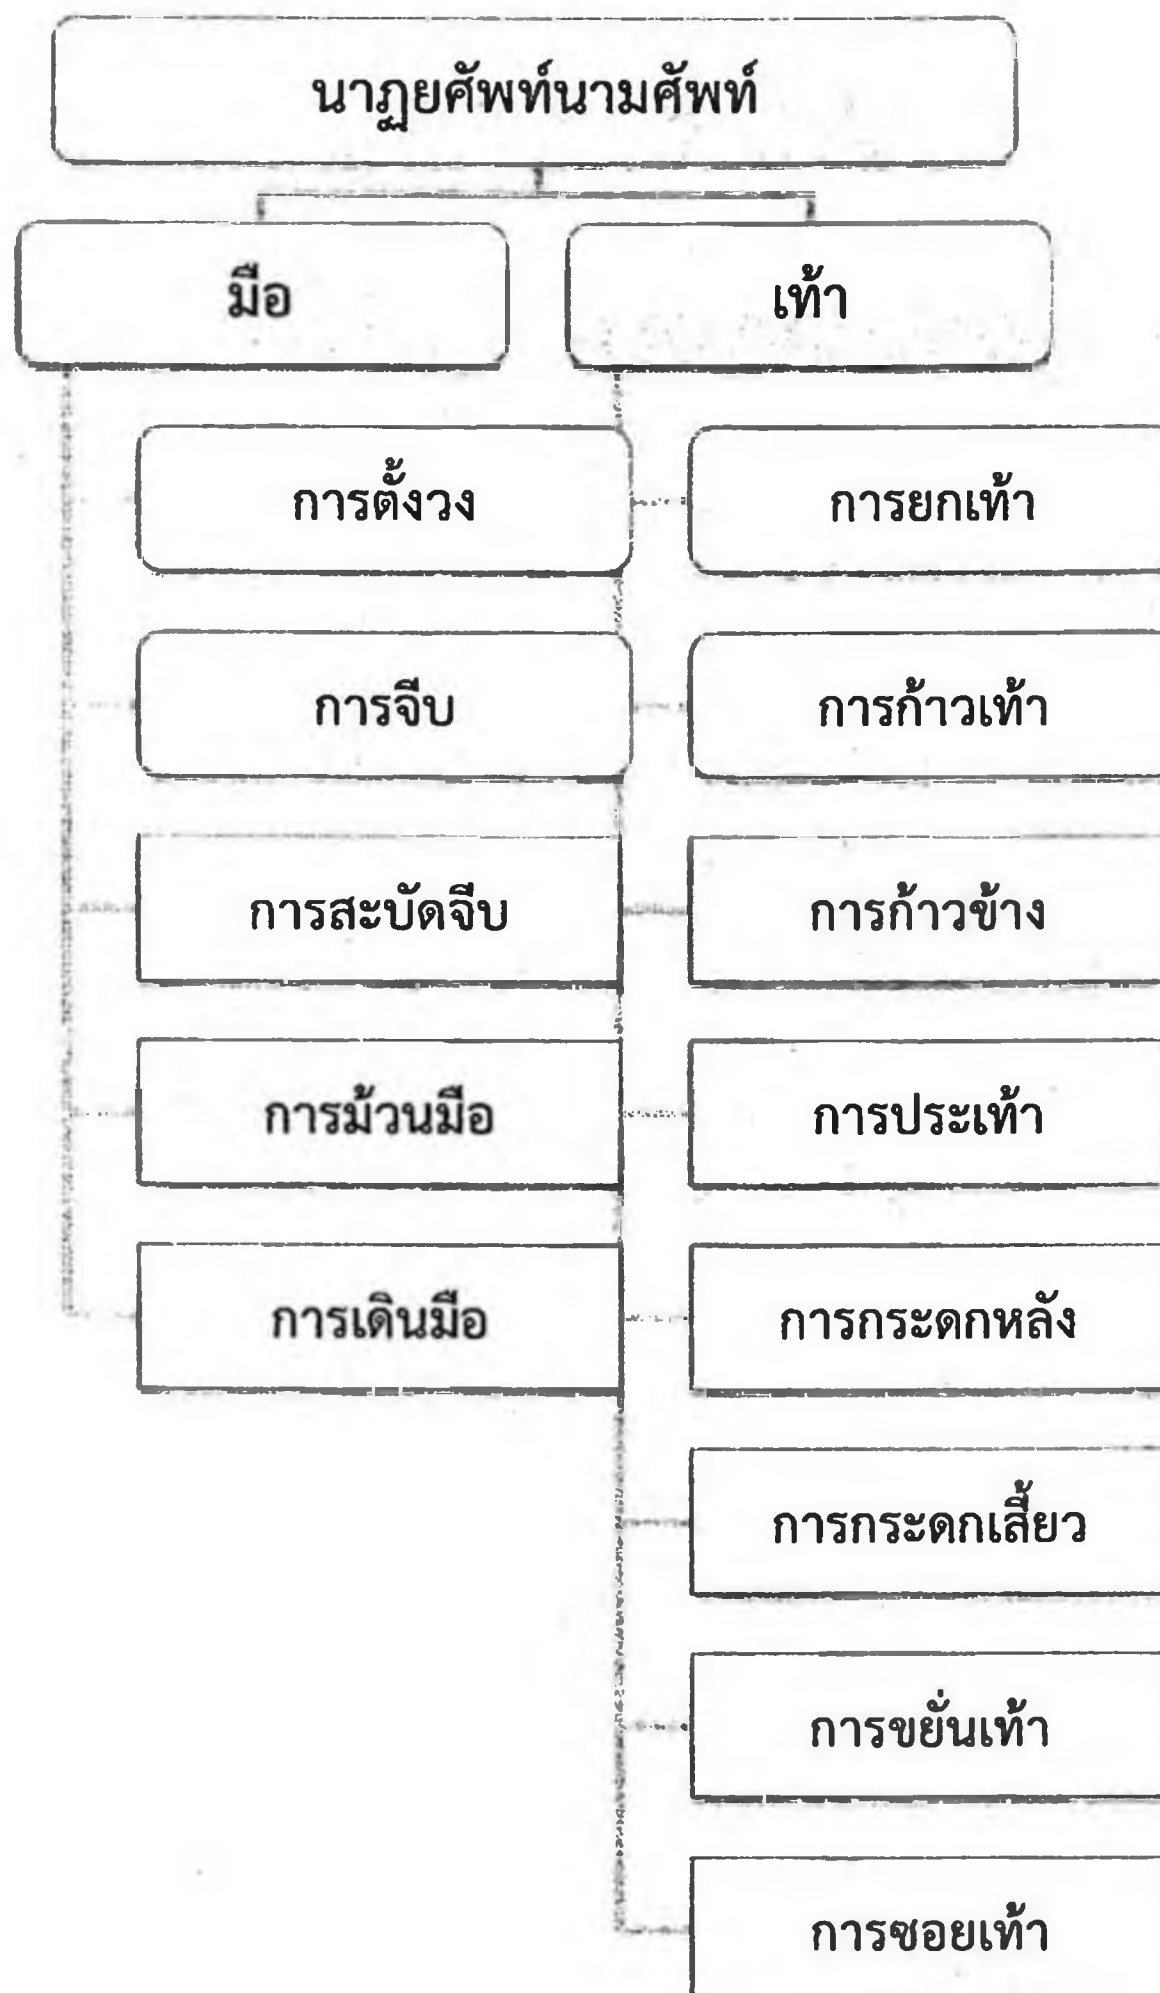 นาฏยศัพท์นามศัพท์
มือ
การตั้งวง
การจีบ
การสะบัดจีบ
การม้วนมือ
การเดินมือ
เท้า
การยกเท้า
การก้าวเท้า
การก้าวข้าง
การประเท้า
การกระดกหลัง
การกระดกเสี้ยว
การขยั่นเท้า
การซอยเท้า